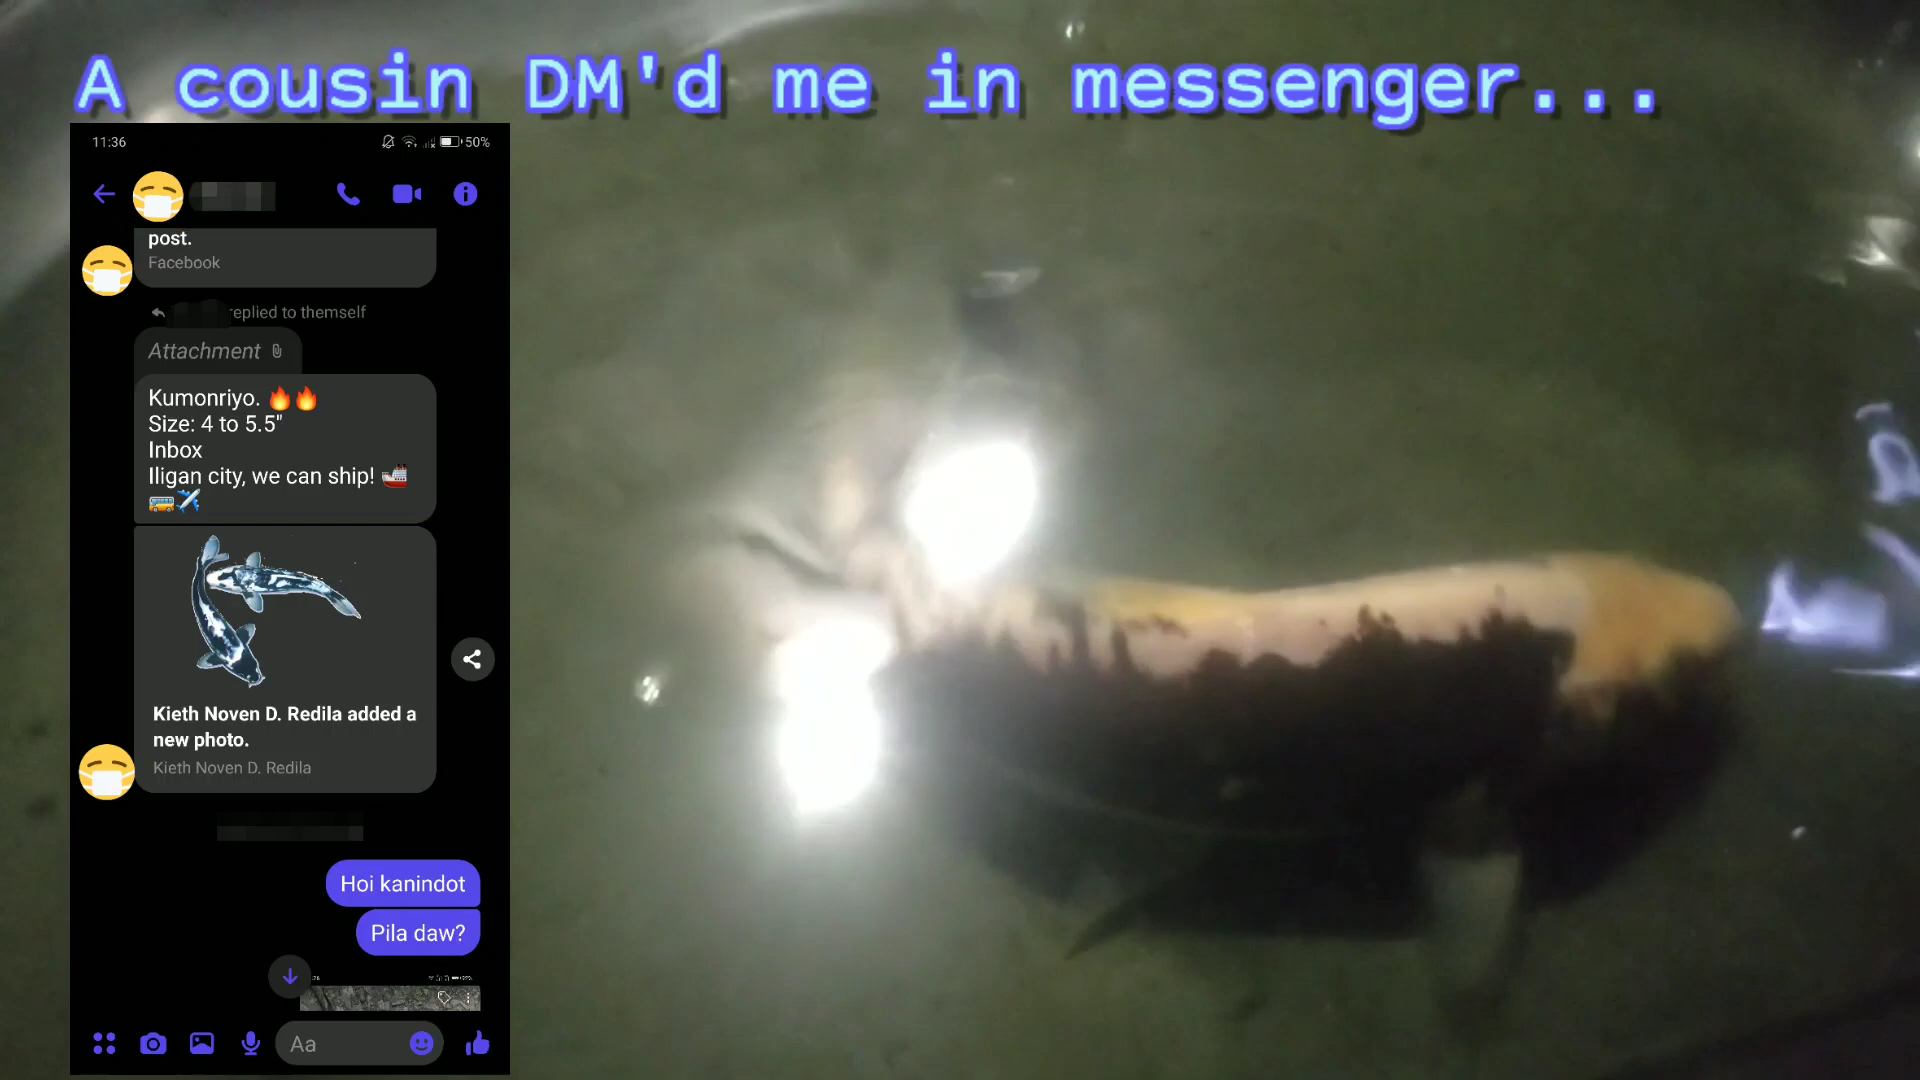 A cousin DM'd me in messenger...
11:36
50%
post.
Facebook
replied to themself
Attachment
Kumonriyo. 🔥🔥
Size: 4 to 5.5"
Inbox
Iligan city, we can ship! 🚢
🚌✈️
Kieth Noven D. Redila added a
new photo.
Kieth Noven D. Redila
Hoi kanindot
Pila daw?
Aa